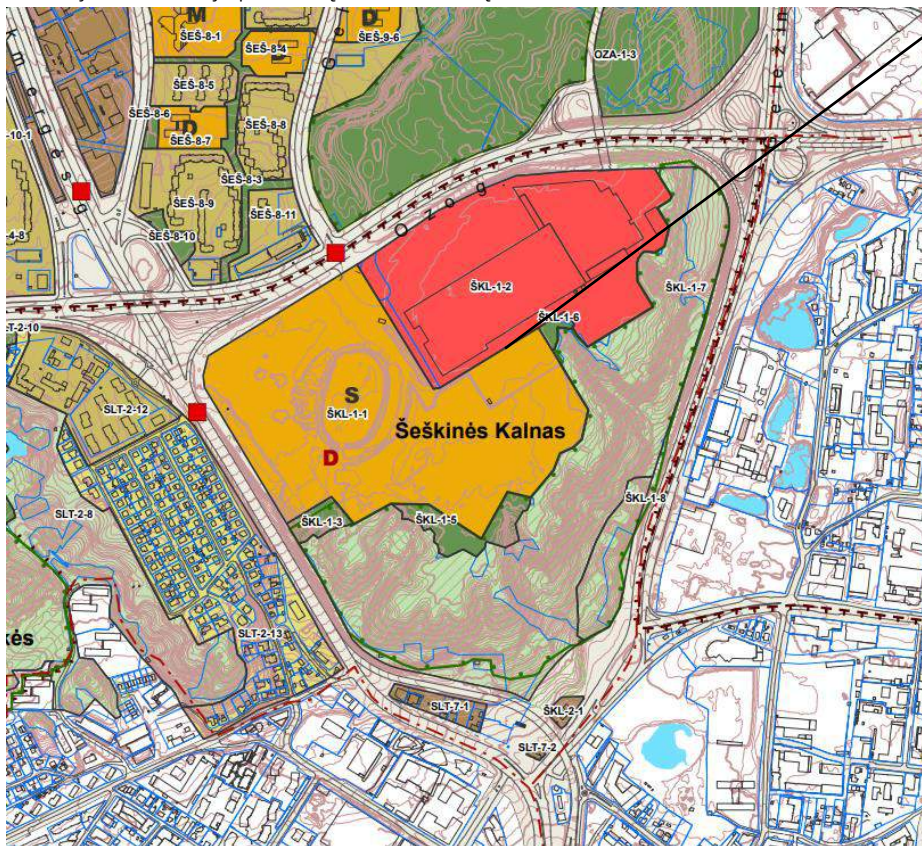 M
ŠEŠ-8-1
ŠEŠ-8-4
D
ŠEŠ-9-6
OZA-1-3
ŠEŠ-8-5
ŠEŠ-8-6
D
ŠEŠ-8-7
ŠEŠ-8-8
ŠEŠ-8-3
ŠEŠ-8-9
ŠEŠ-8-11
ŠEŠ-8-10
-10-1
-4-8
m e r g ė s g
O z o g
ŠKL-1-2
ŠKL-1-7
ŠKL-1-6
SLT-2-10
SLT-2-12
S
ŠKL-1-1
Šeškinės Kalnas
D
ŠKL-1-3
ŠKL-1-5
ŠKL-1-8
SLT-2-8
kės
SLT-2-13
SLT-7-1
ŠKL-2-1
SLT-7-2